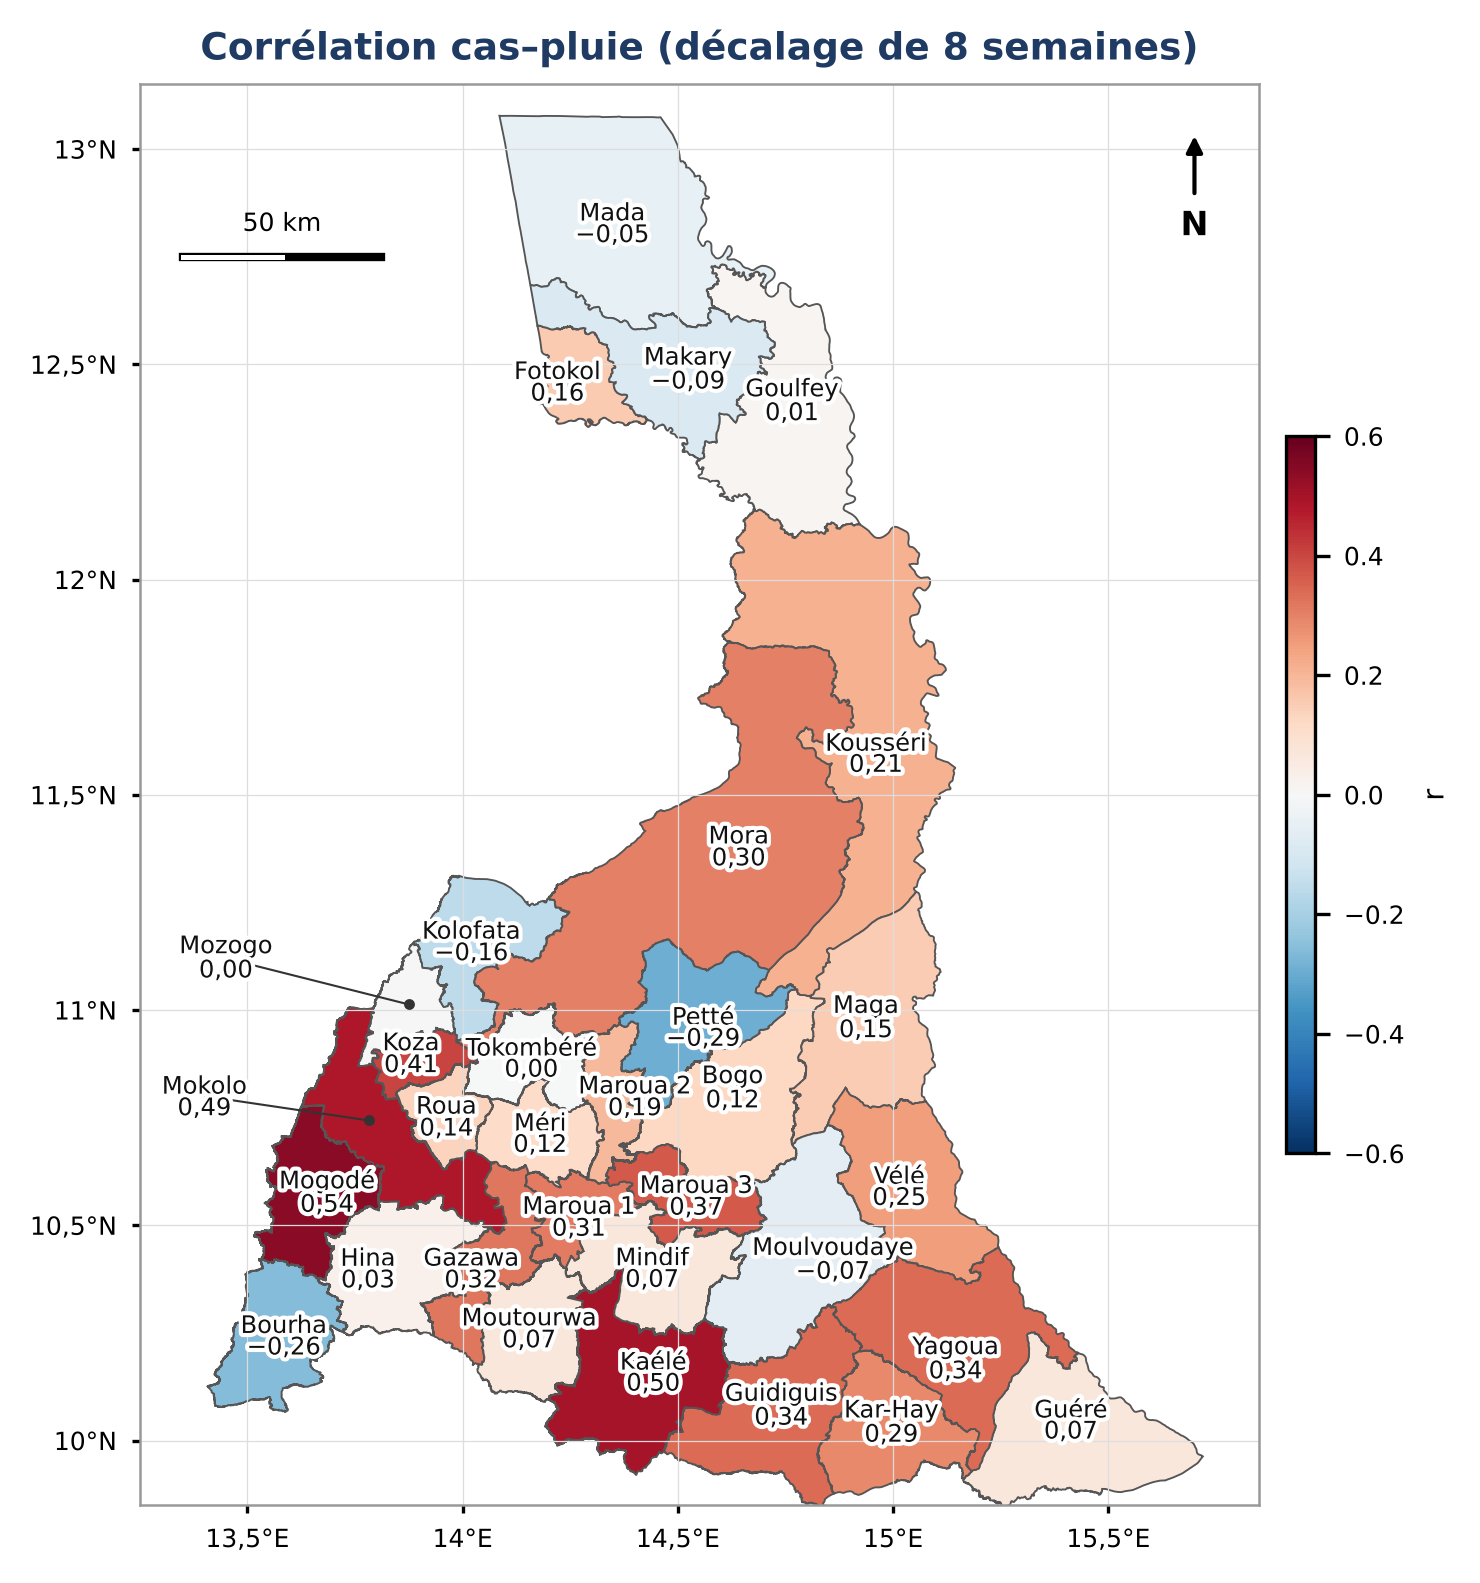 Corrélation cas–pluie (décalage de 8 semaines)
13°N
12,5°N
12°N
11,5°N
11°N
10,5°N
10°N
50 km
N
Mada
−0,05
Makary
−0,09
Fotokol
0,16
Goulfey
0,01
Kousséri
0,21
Mora
0,30
Kolofata
−0,16
Mozogo
0,00
Maga
0,15
Petté
−0,29
Koza
0,41
Tokombéré
0,00
Mokolo
0,49
Maroua 2
0,19
Bogo
0,12
Roua
0,14
Méri
0,12
Mogodé
0,54
Maroua 3
0,37
Vélé
0,25
Maroua 1
0,31
Hina
0,03
Gazawa
0,32
Mindif
0,07
Moulvoudaye
−0,07
Bourha
−0,26
Moutourwa
0,07
Kaélé
0,50
Yagoua
0,34
Guidiguis
0,34
Kar-Hay
0,29
Guéré
0,07
13,5°E
14°E
14,5°E
15°E
15,5°E
0.6
0.4
0.2
0.0
−0.2
−0.4
−0.6
r